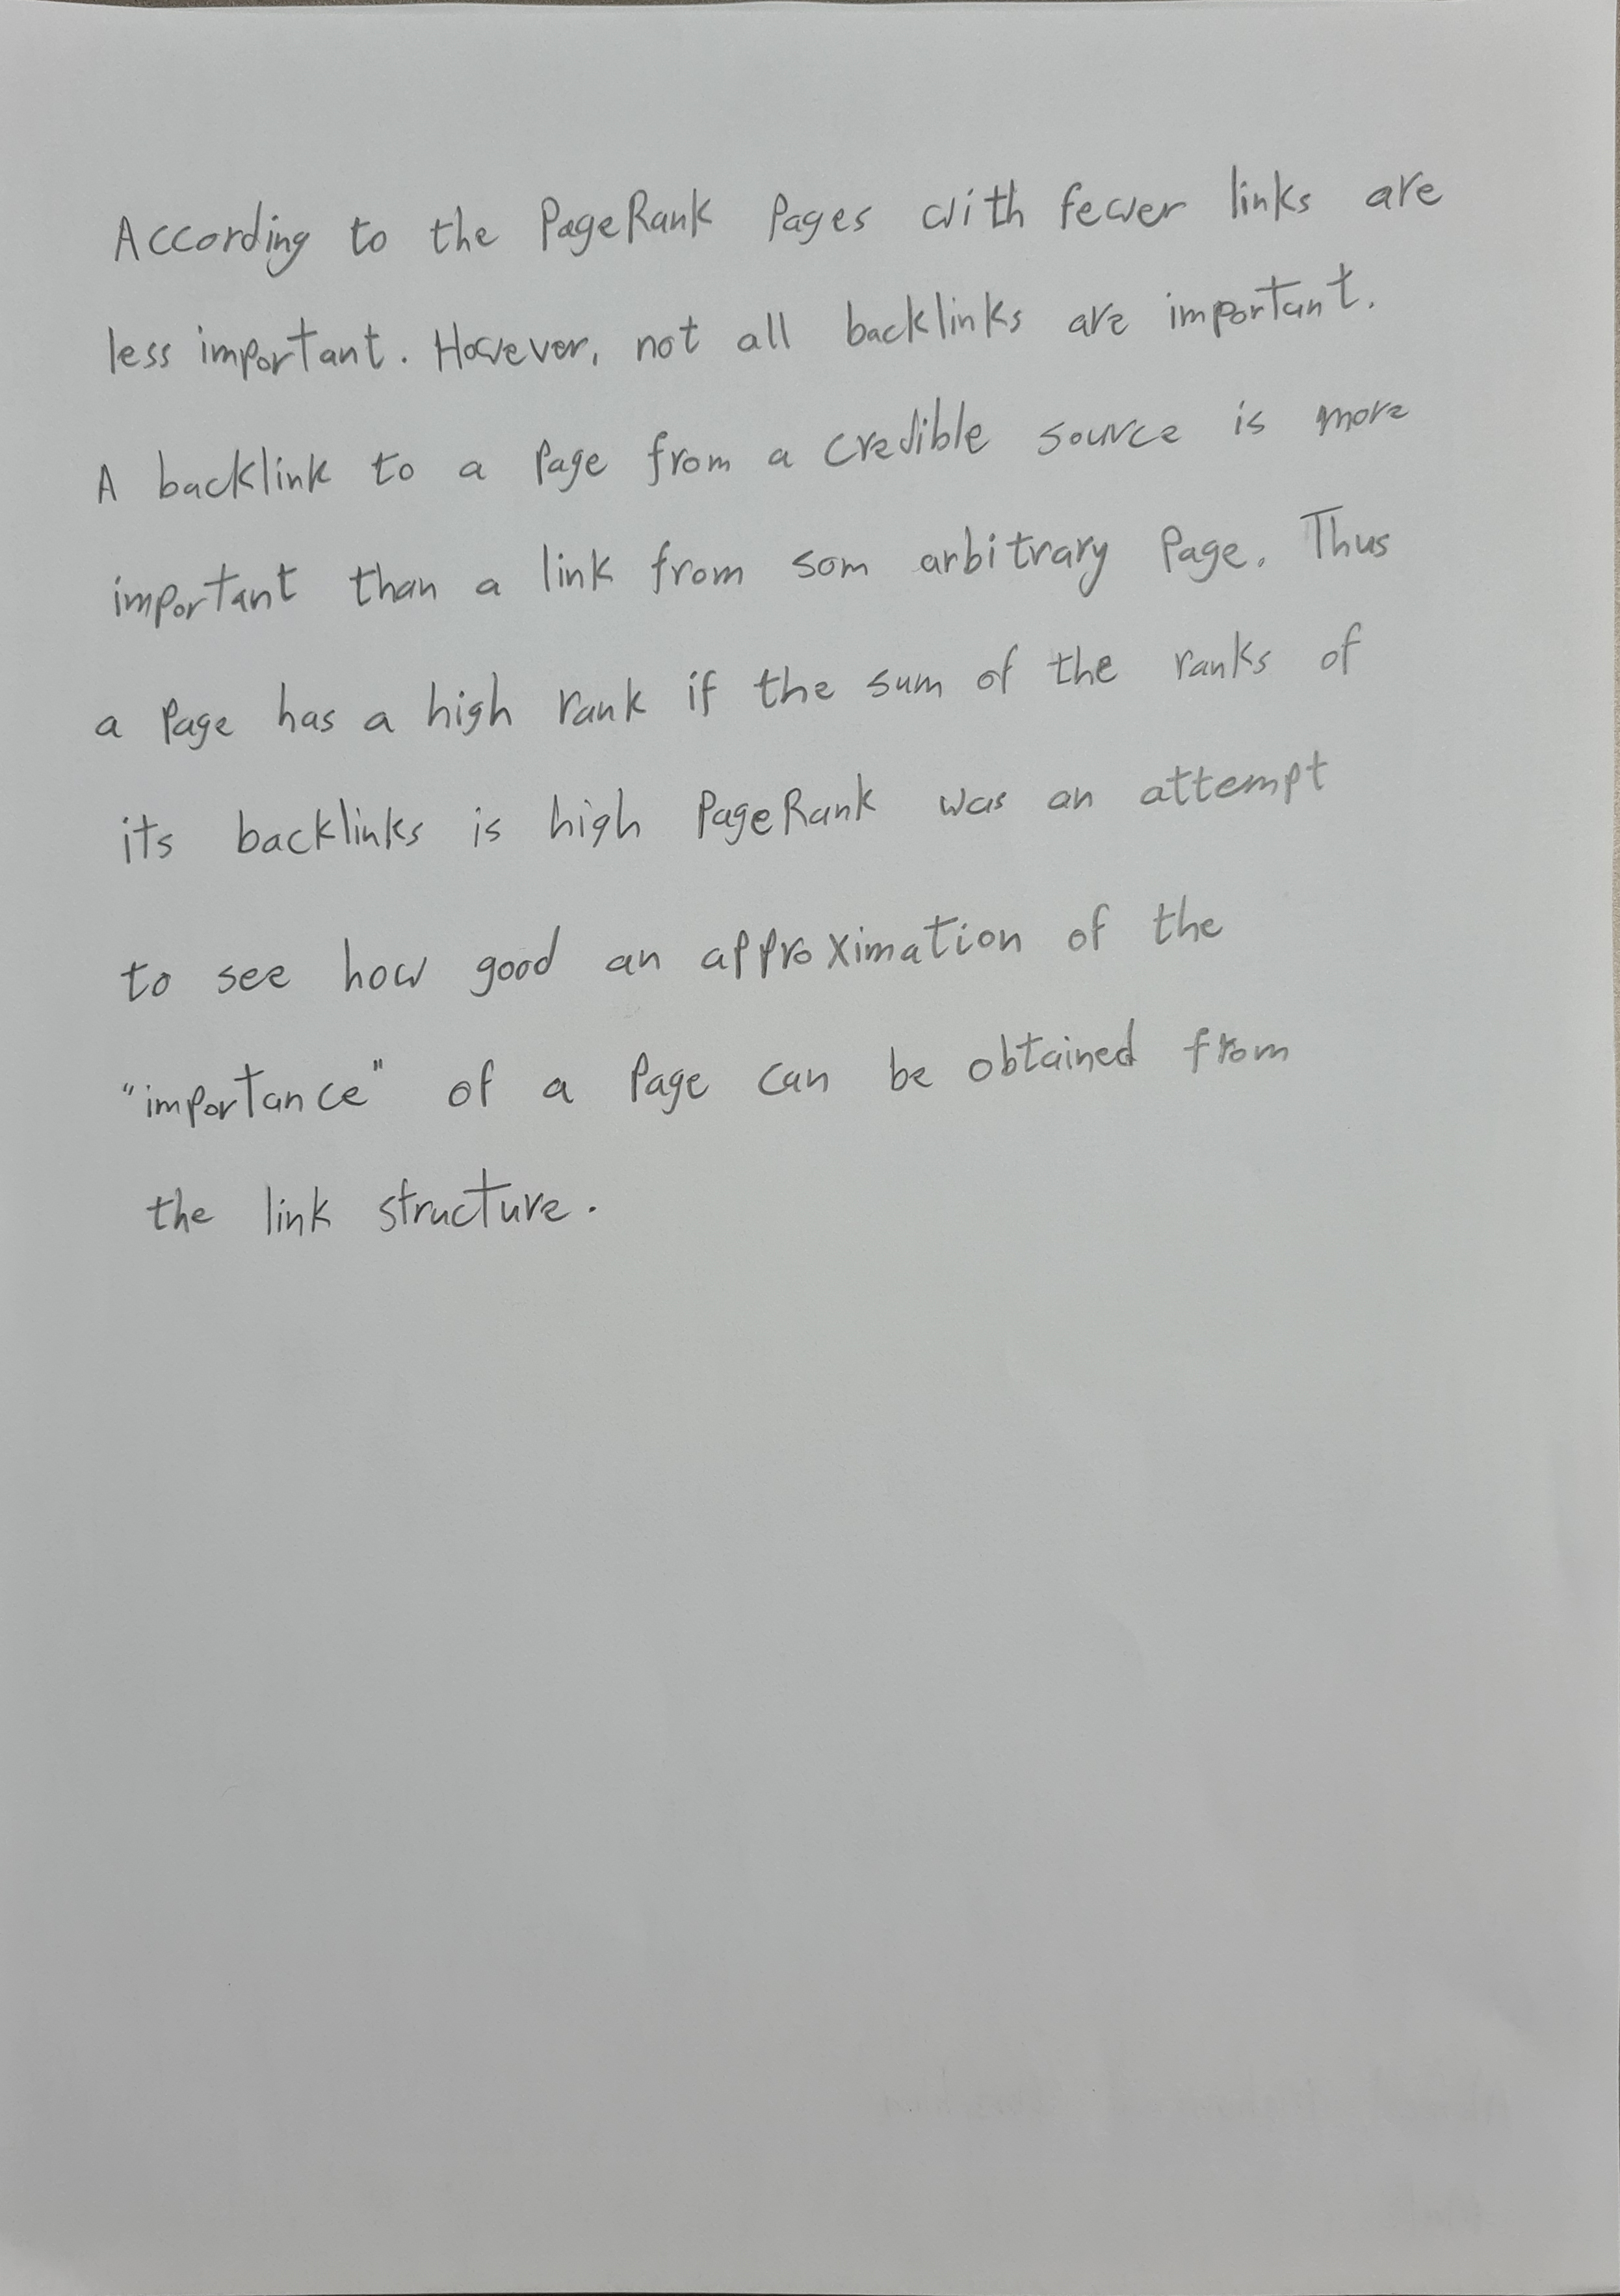 According to the PageRank Pages with fewer links are
less important. However, not all backlinks are important.
A backlink to a Page from a credible source is more
important than a link from som arbitrary Page. Thus
a Page has a high rank if the sum of the ranks of
its backlinks is high PageRank was an attempt
to see how good an approximation of the
"importance" of a Page can be obtained from
the link structure.